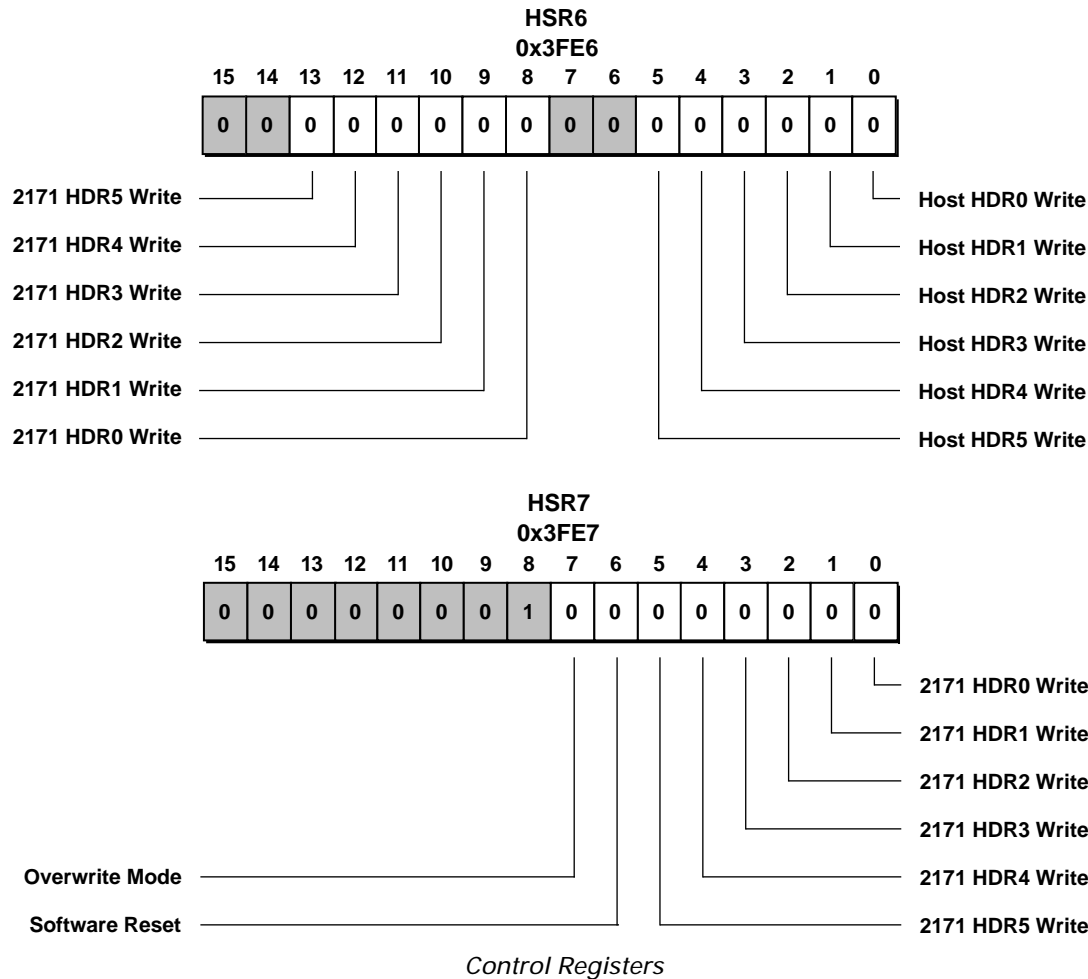 HSR6
0x3FE6
15 14 13 12 11 10 9 8 7 6 5 4 3 2 1 0
0 0 0 0 0 0 0 0 0 0 0 0 0 0 0 0
2171 HDR5 Write Host HDR0 Write
2171 HDR4 Write Host HDR1 Write
2171 HDR3 Write Host HDR2 Write
2171 HDR2 Write Host HDR3 Write
2171 HDR1 Write Host HDR4 Write
2171 HDR0 Write Host HDR5 Write
HSR7
0x3FE7
15 14 13 12 11 10 9 8 7 6 5 4 3 2 1 0
0 0 0 0 0 0 0 1 0 0 0 0 0 0 0 0
2171 HDR0 Write
2171 HDR1 Write
2171 HDR2 Write
2171 HDR3 Write
Overwrite Mode 2171 HDR4 Write
Software Reset 2171 HDR5 Write
Control Registers